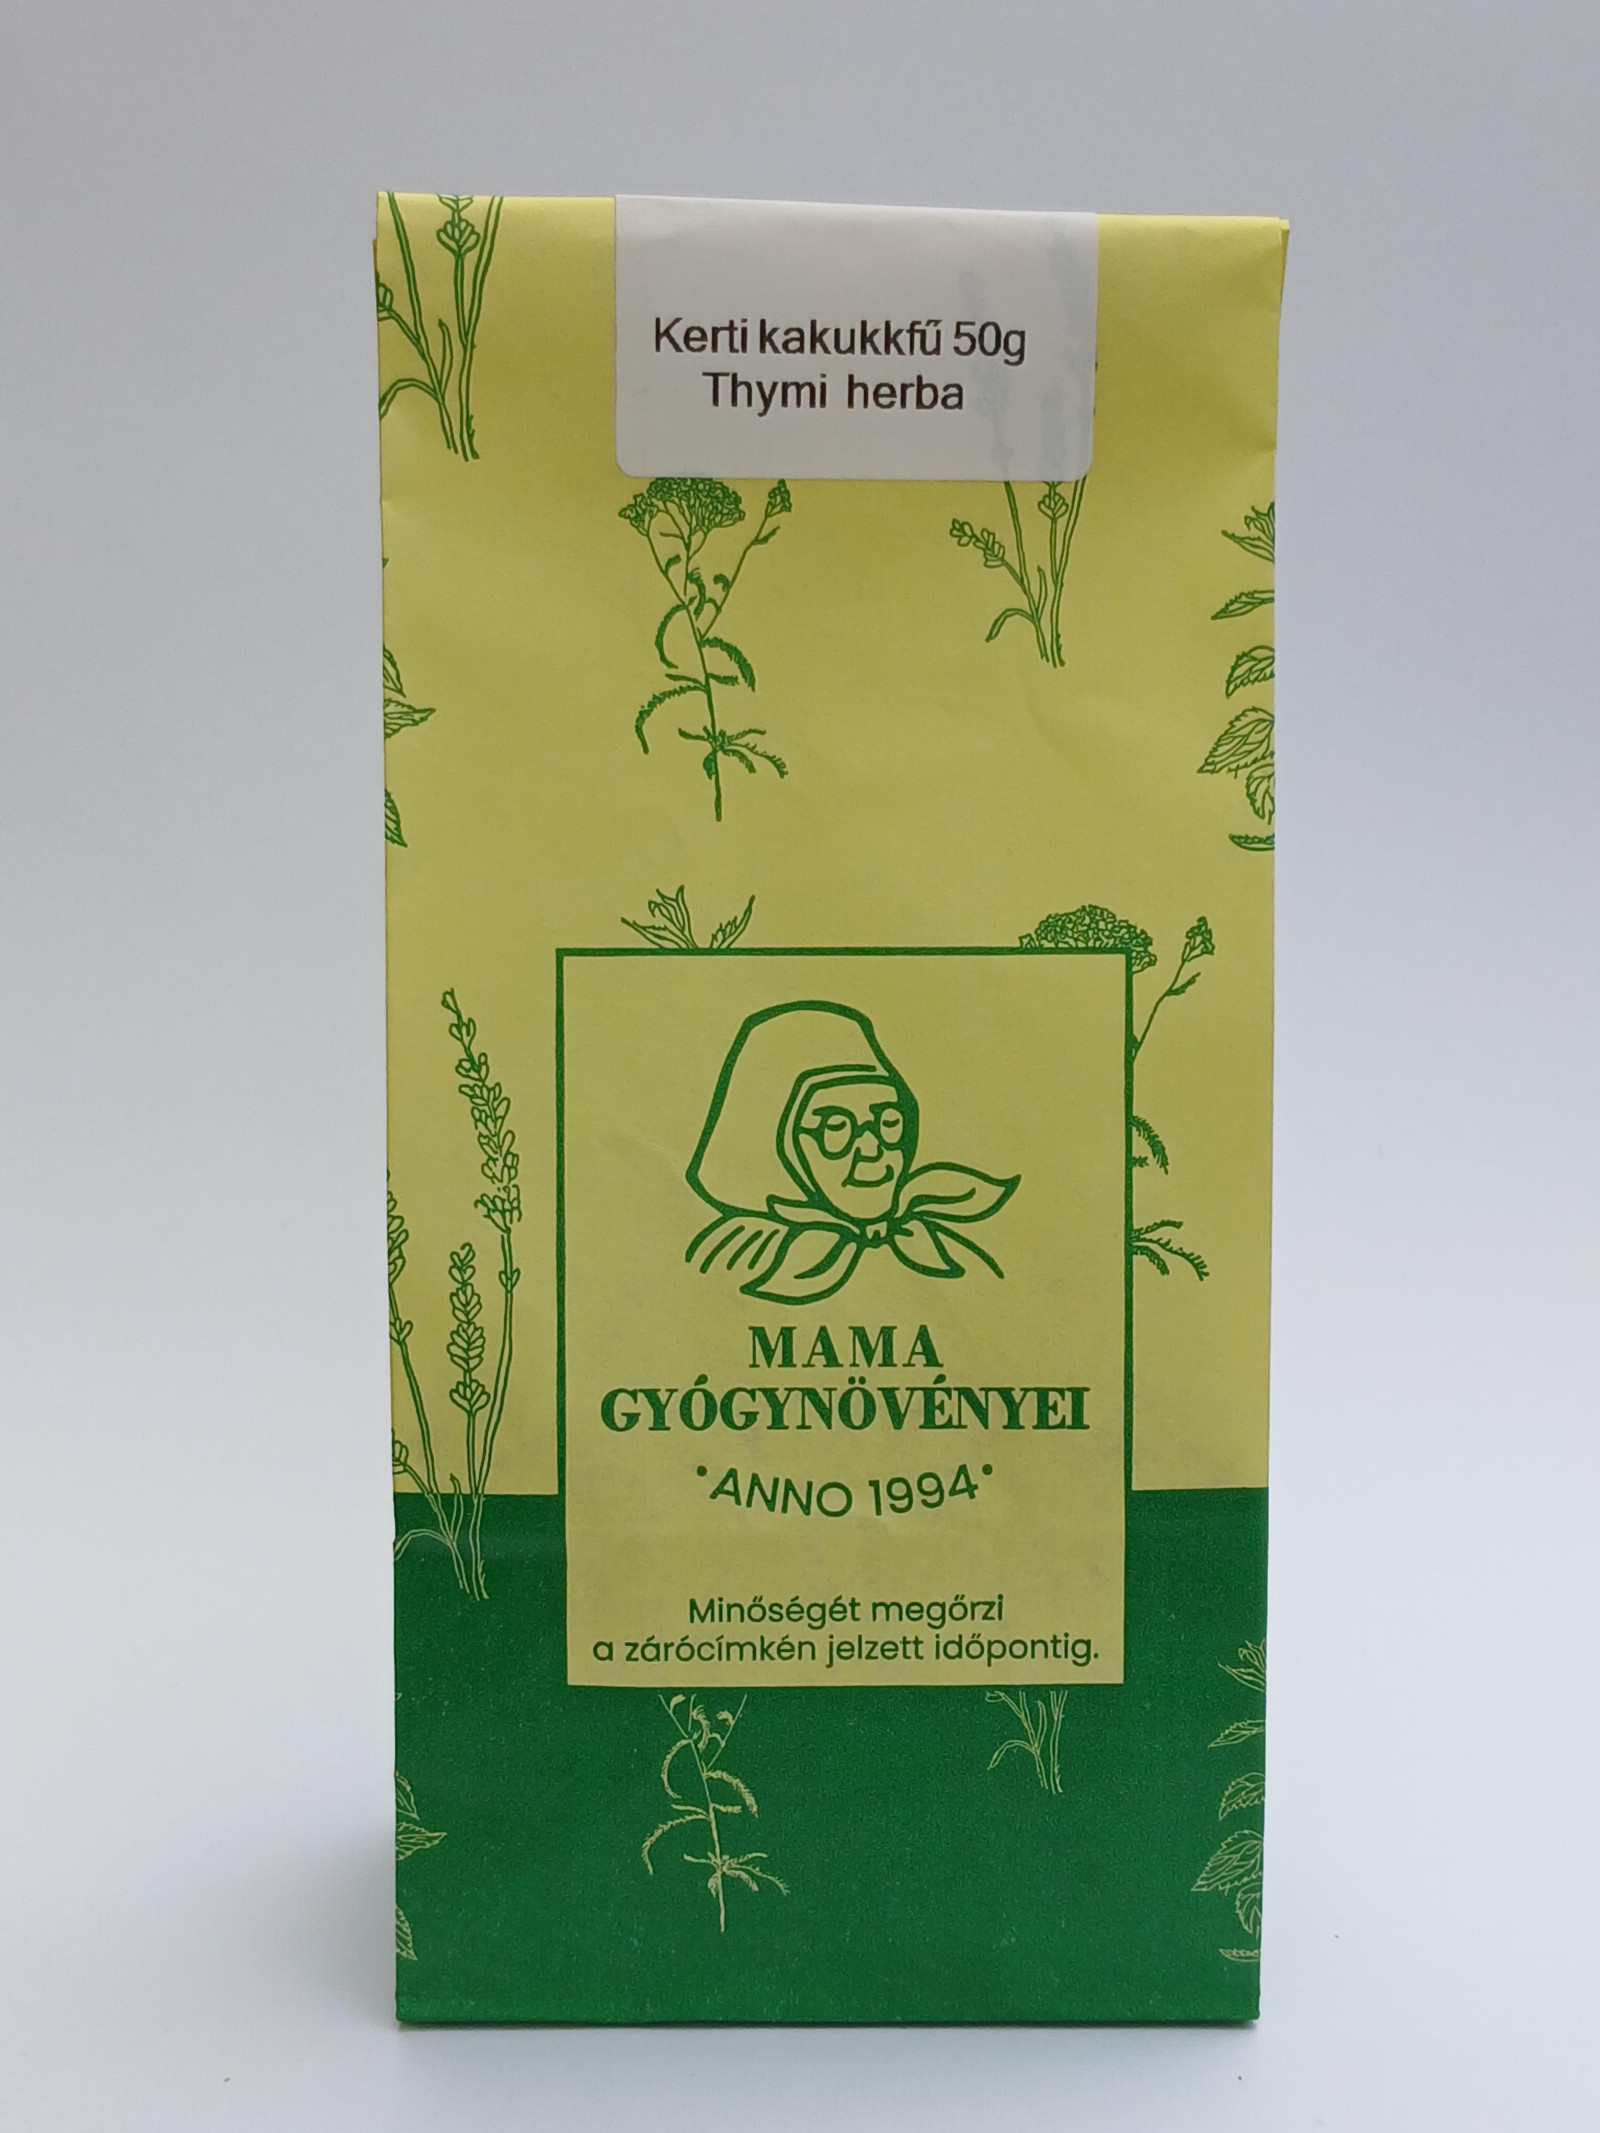 Kerti kakukkfű 50g
Thymi herba
MAMA
GYÓGYNÖVÉNYEI
•ANNO 1994•
Minőségét megőrzi
a zárócímkén jelzett időpontig.